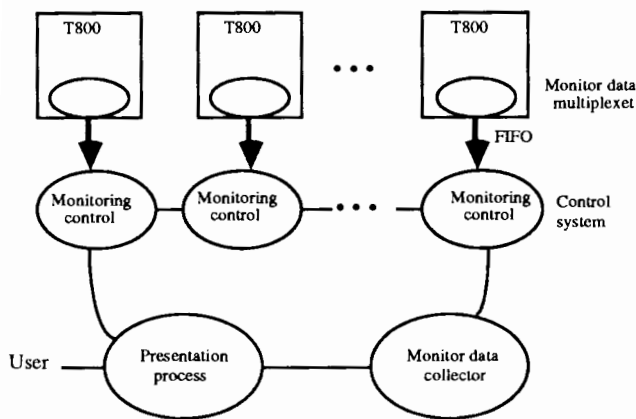 T800
T800
T800
• • •
Monitor data
multiplexet
FIFO
Monitoring
control
Monitoring
control
• • •
Monitoring
control
Control
system
User
Presentation
process
Monitor data
collector